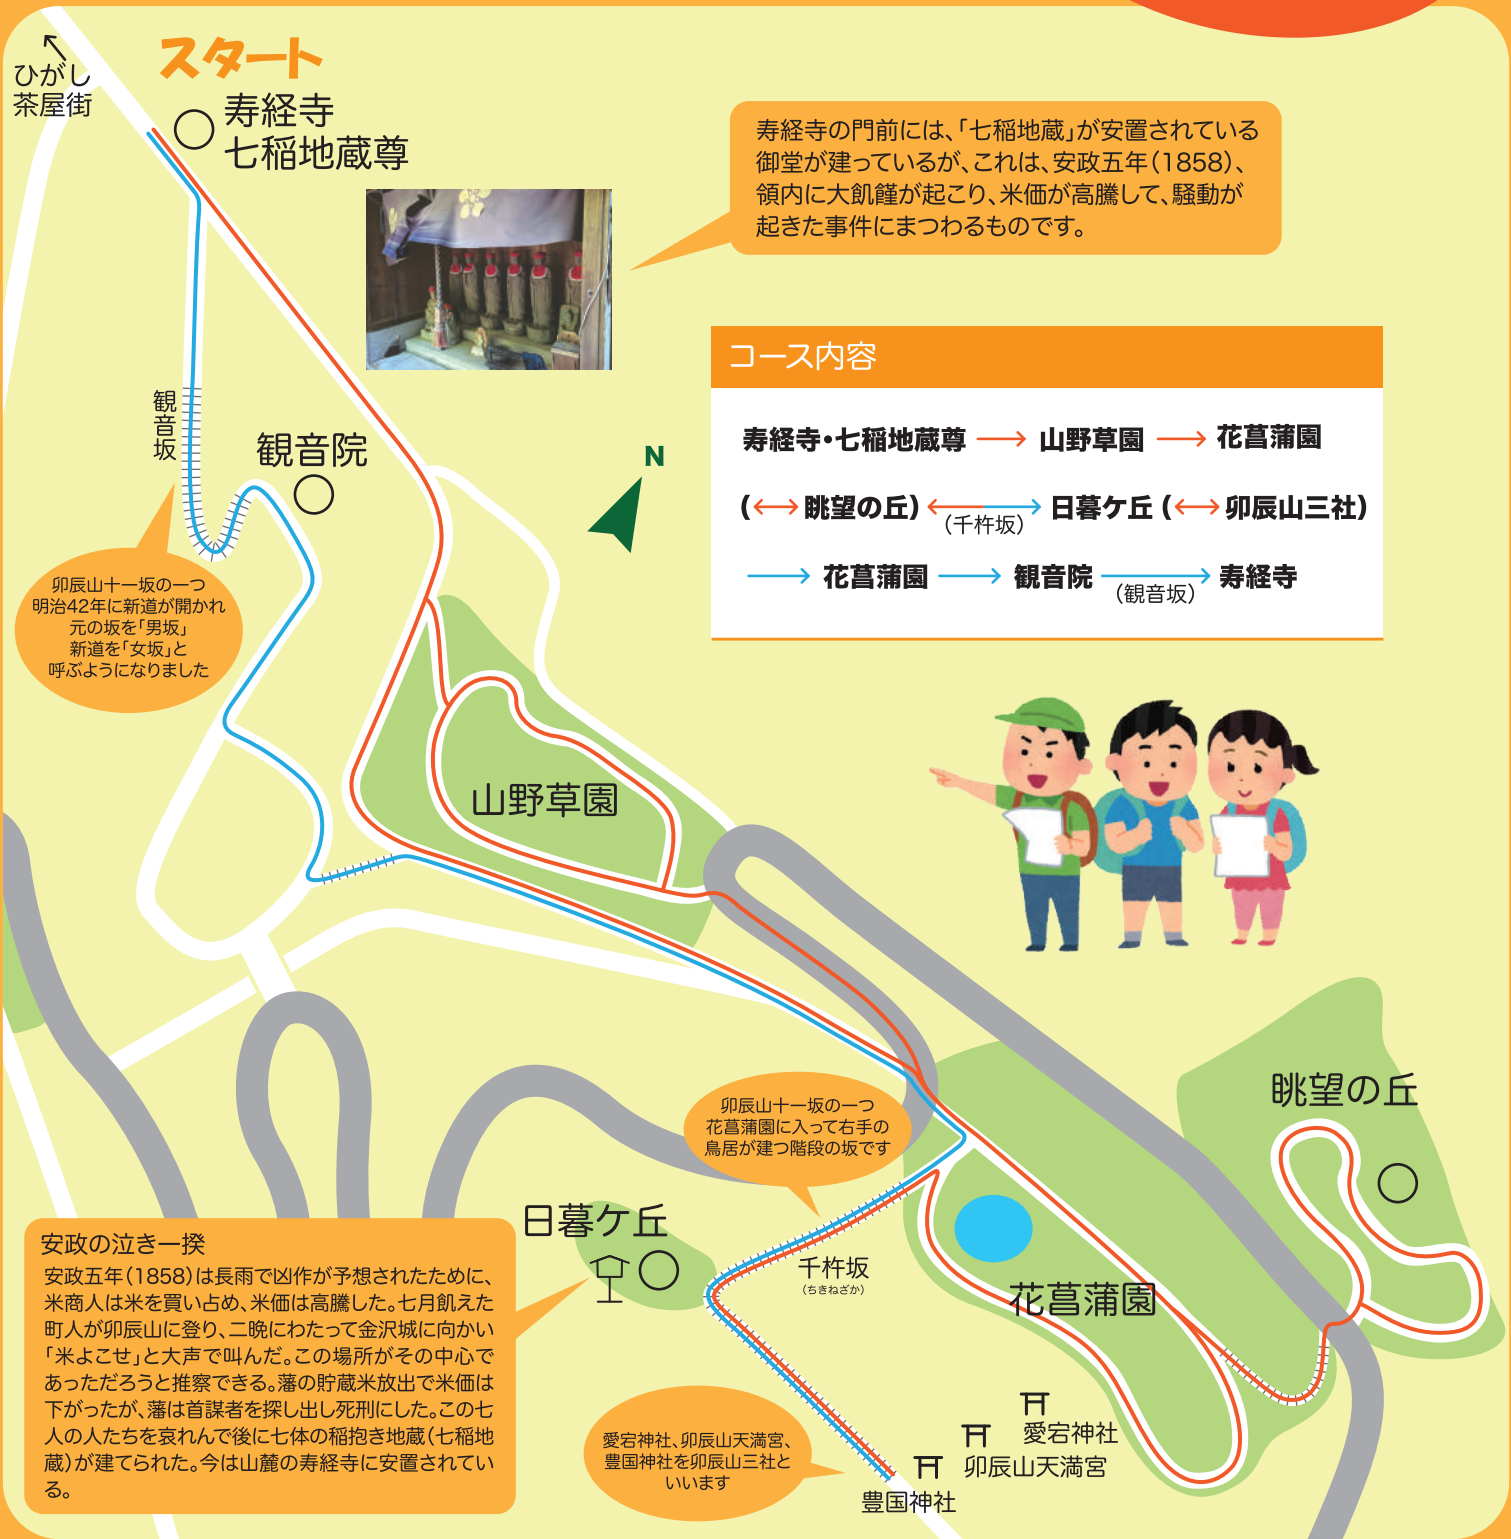 ひがし
茶屋街
スタート
寿経寺
七稲地蔵尊
寿経寺の門前には、「七稲地蔵」が安置されている
御堂が建っているが、これは、安政五年(1858)、
領内に大飢饉が起こり、米価が高騰して、騒動が
起きた事件にまつわるものです。
コース内容
寿経寺・七稲地蔵尊 → 山野草園 → 花菖蒲園
(↔ 眺望の丘) ↔ 日暮ケ丘 (↔ 卯辰山三社)
(千杵坂)
→ 花菖蒲園 → 観音院 → 寿経寺
(観音坂)
N
観音坂
観音院
卯辰山十一坂の一つ
明治42年に新道が開かれ
元の坂を「男坂」
新道を「女坂」と
呼ぶようになりました
山野草園
眺望の丘
卯辰山十一坂の一つ
花菖蒲園に入って右手の
鳥居が建つ階段の坂です
日暮ケ丘
千杵坂
(ちきねざか)
花菖蒲園
安政の泣き一揆
安政五年(1858)は長雨で凶作が予想されたために、
米商人は米を買い占め、米価は高騰した。七月飢えた
町人が卯辰山に登り、二晩にわたって金沢城に向かい
「米よこせ」と大声で叫んだ。この場所がその中心で
あっただろうと推察できる。藩の貯蔵米放出で米価は
下がったが、藩は首謀者を探し出し死刑にした。この七
人の人たちを哀れんで後に七体の稲抱き地蔵(七稲地
蔵)が建てられた。今は山麓の寿経寺に安置されてい
る。
愛宕神社、卯辰山天満宮、
豊国神社を卯辰山三社と
いいます
愛宕神社
卯辰山天満宮
豊国神社